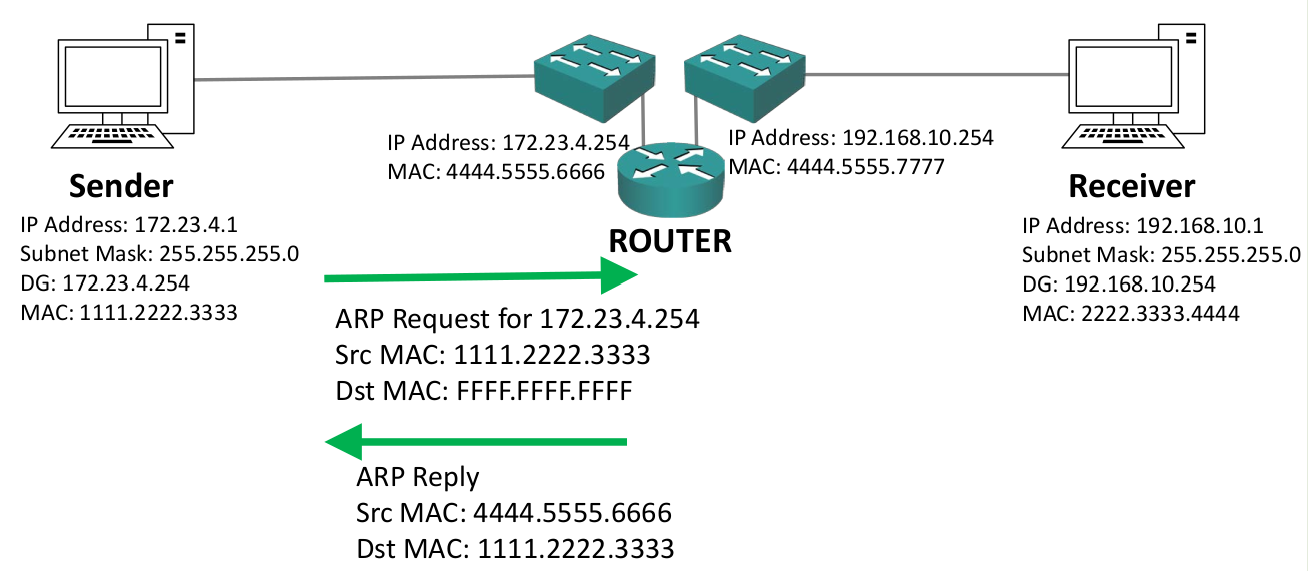 IP Address: 172.23.4.254
MAC: 4444.5555.6666
IP Address: 192.168.10.254
MAC: 4444.5555.7777
Sender
IP Address: 172.23.4.1
Subnet Mask: 255.255.255.0
DG: 172.23.4.254
MAC: 1111.2222.3333
ROUTER
Receiver
IP Address: 192.168.10.1
Subnet Mask: 255.255.255.0
DG: 192.168.10.254
MAC: 2222.3333.4444
ARP Request for 172.23.4.254
Src MAC: 1111.2222.3333
Dst MAC: FFFF.FFFF.FFFF
ARP Reply
Src MAC: 4444.5555.6666
Dst MAC: 1111.2222.3333